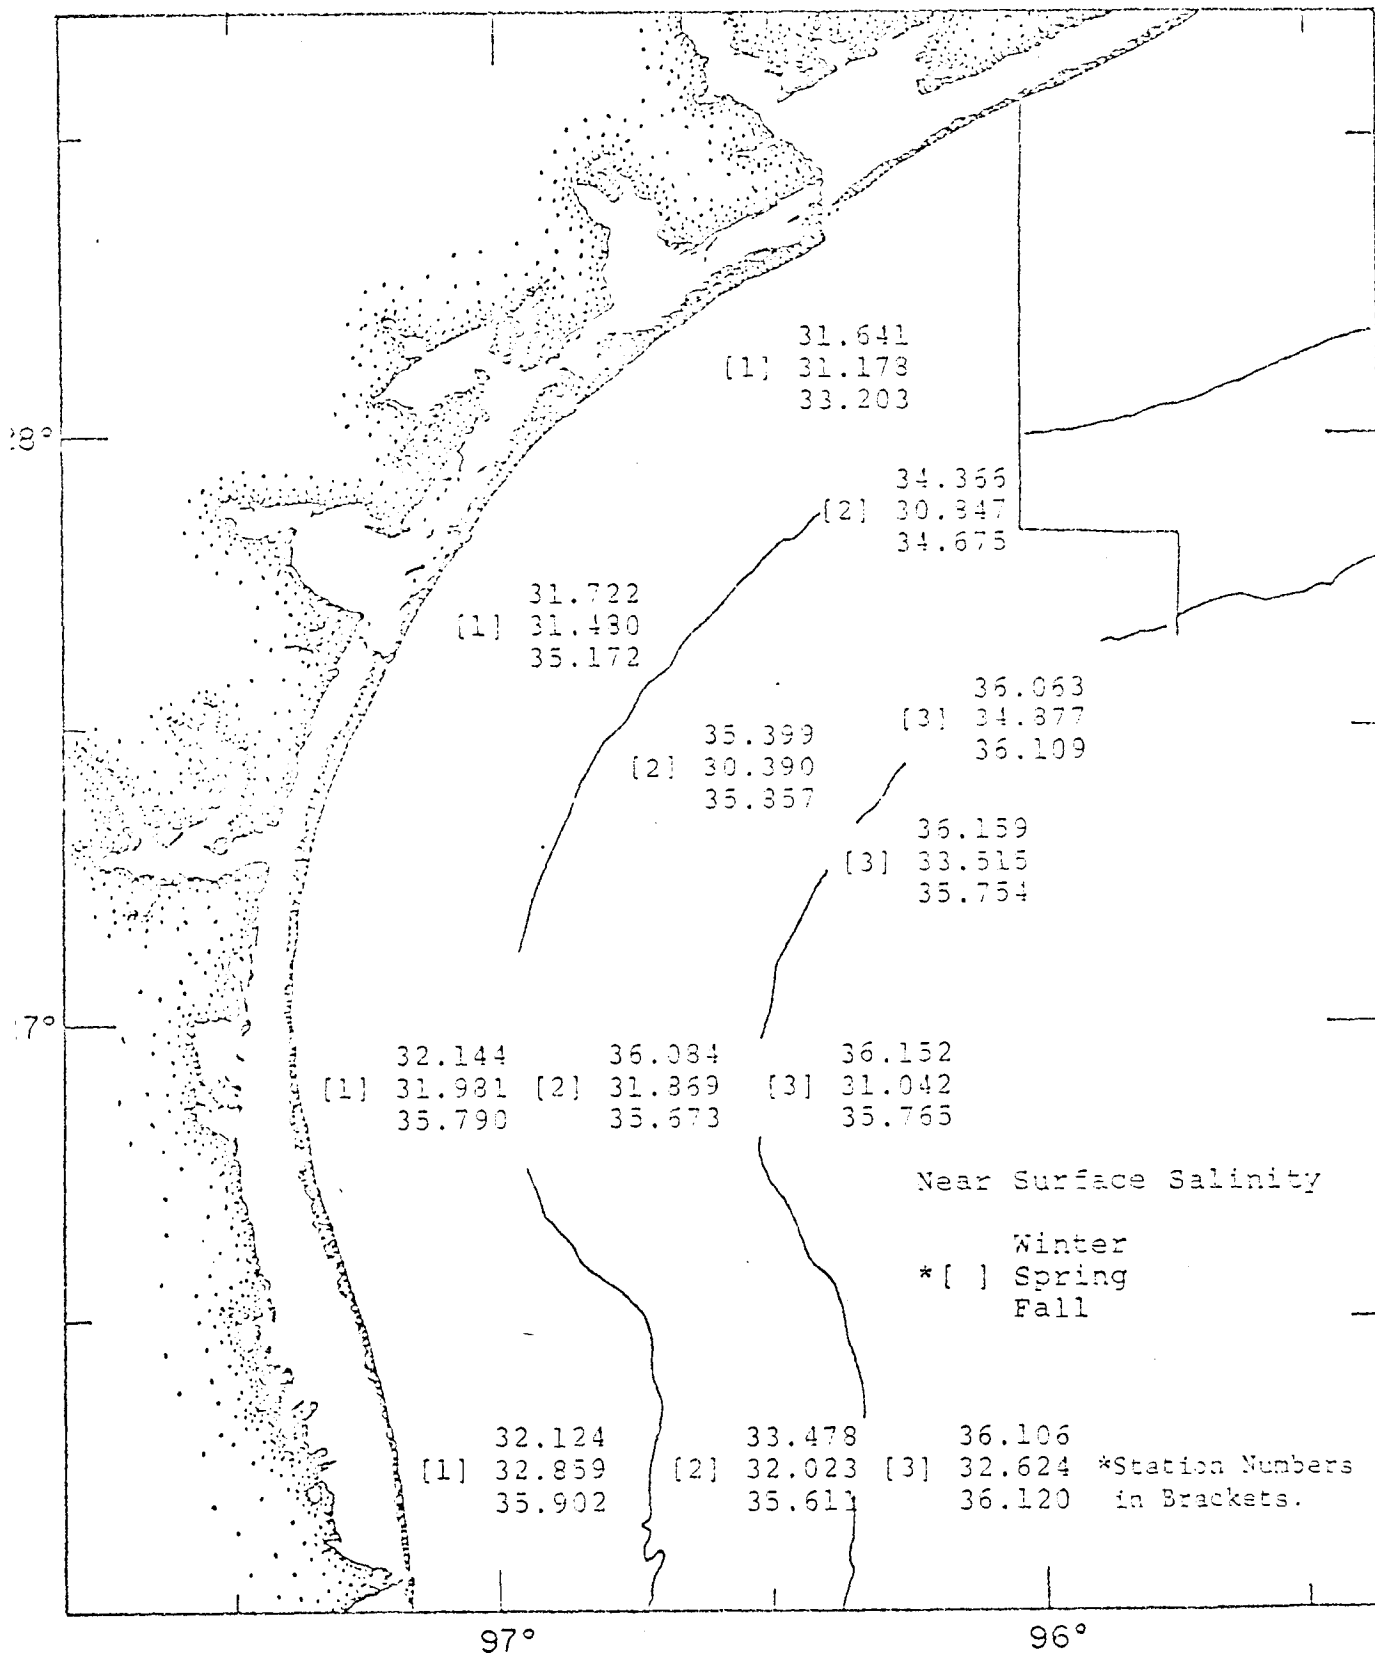 31.641
[1] 31.178
33.203
8°
34.366
[2] 30.847
34.675
31.722
[1] 31.480
35.172
36.063
[3] 34.877
36.109
35.399
[2] 30.390
35.857
36.159
[3] 33.515
35.754
7°
32.144 36.084 36.152
[1] 31.981 [2] 31.869 [3] 31.042
35.790 35.673 35.765
Near Surface Salinity
Winter
*[ ] Spring
Fall
32.124 33.478 36.106
[1] 32.859 [2] 32.023 [3] 32.624 *Station Numbers
35.902 35.611 36.120 in Brackets.
97° 96°